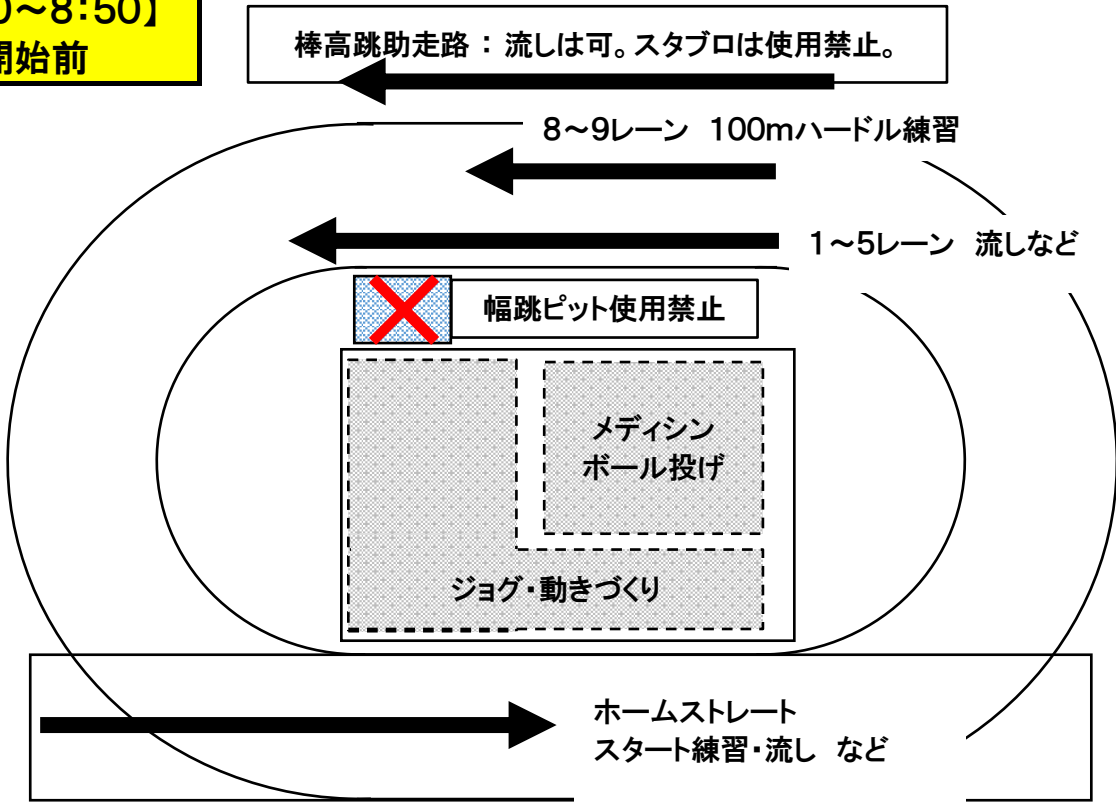 0～8：50】
開始前
棒高跳助走路 ： 流しは可。スタブロは使用禁止。
8～9レーン　100mハードル練習
1～5レーン　流しなど
幅跳ピット使用禁止
メディシン
ボール投げ
ジョグ・動きづくり
ホームストレート
スタート練習・流し　など